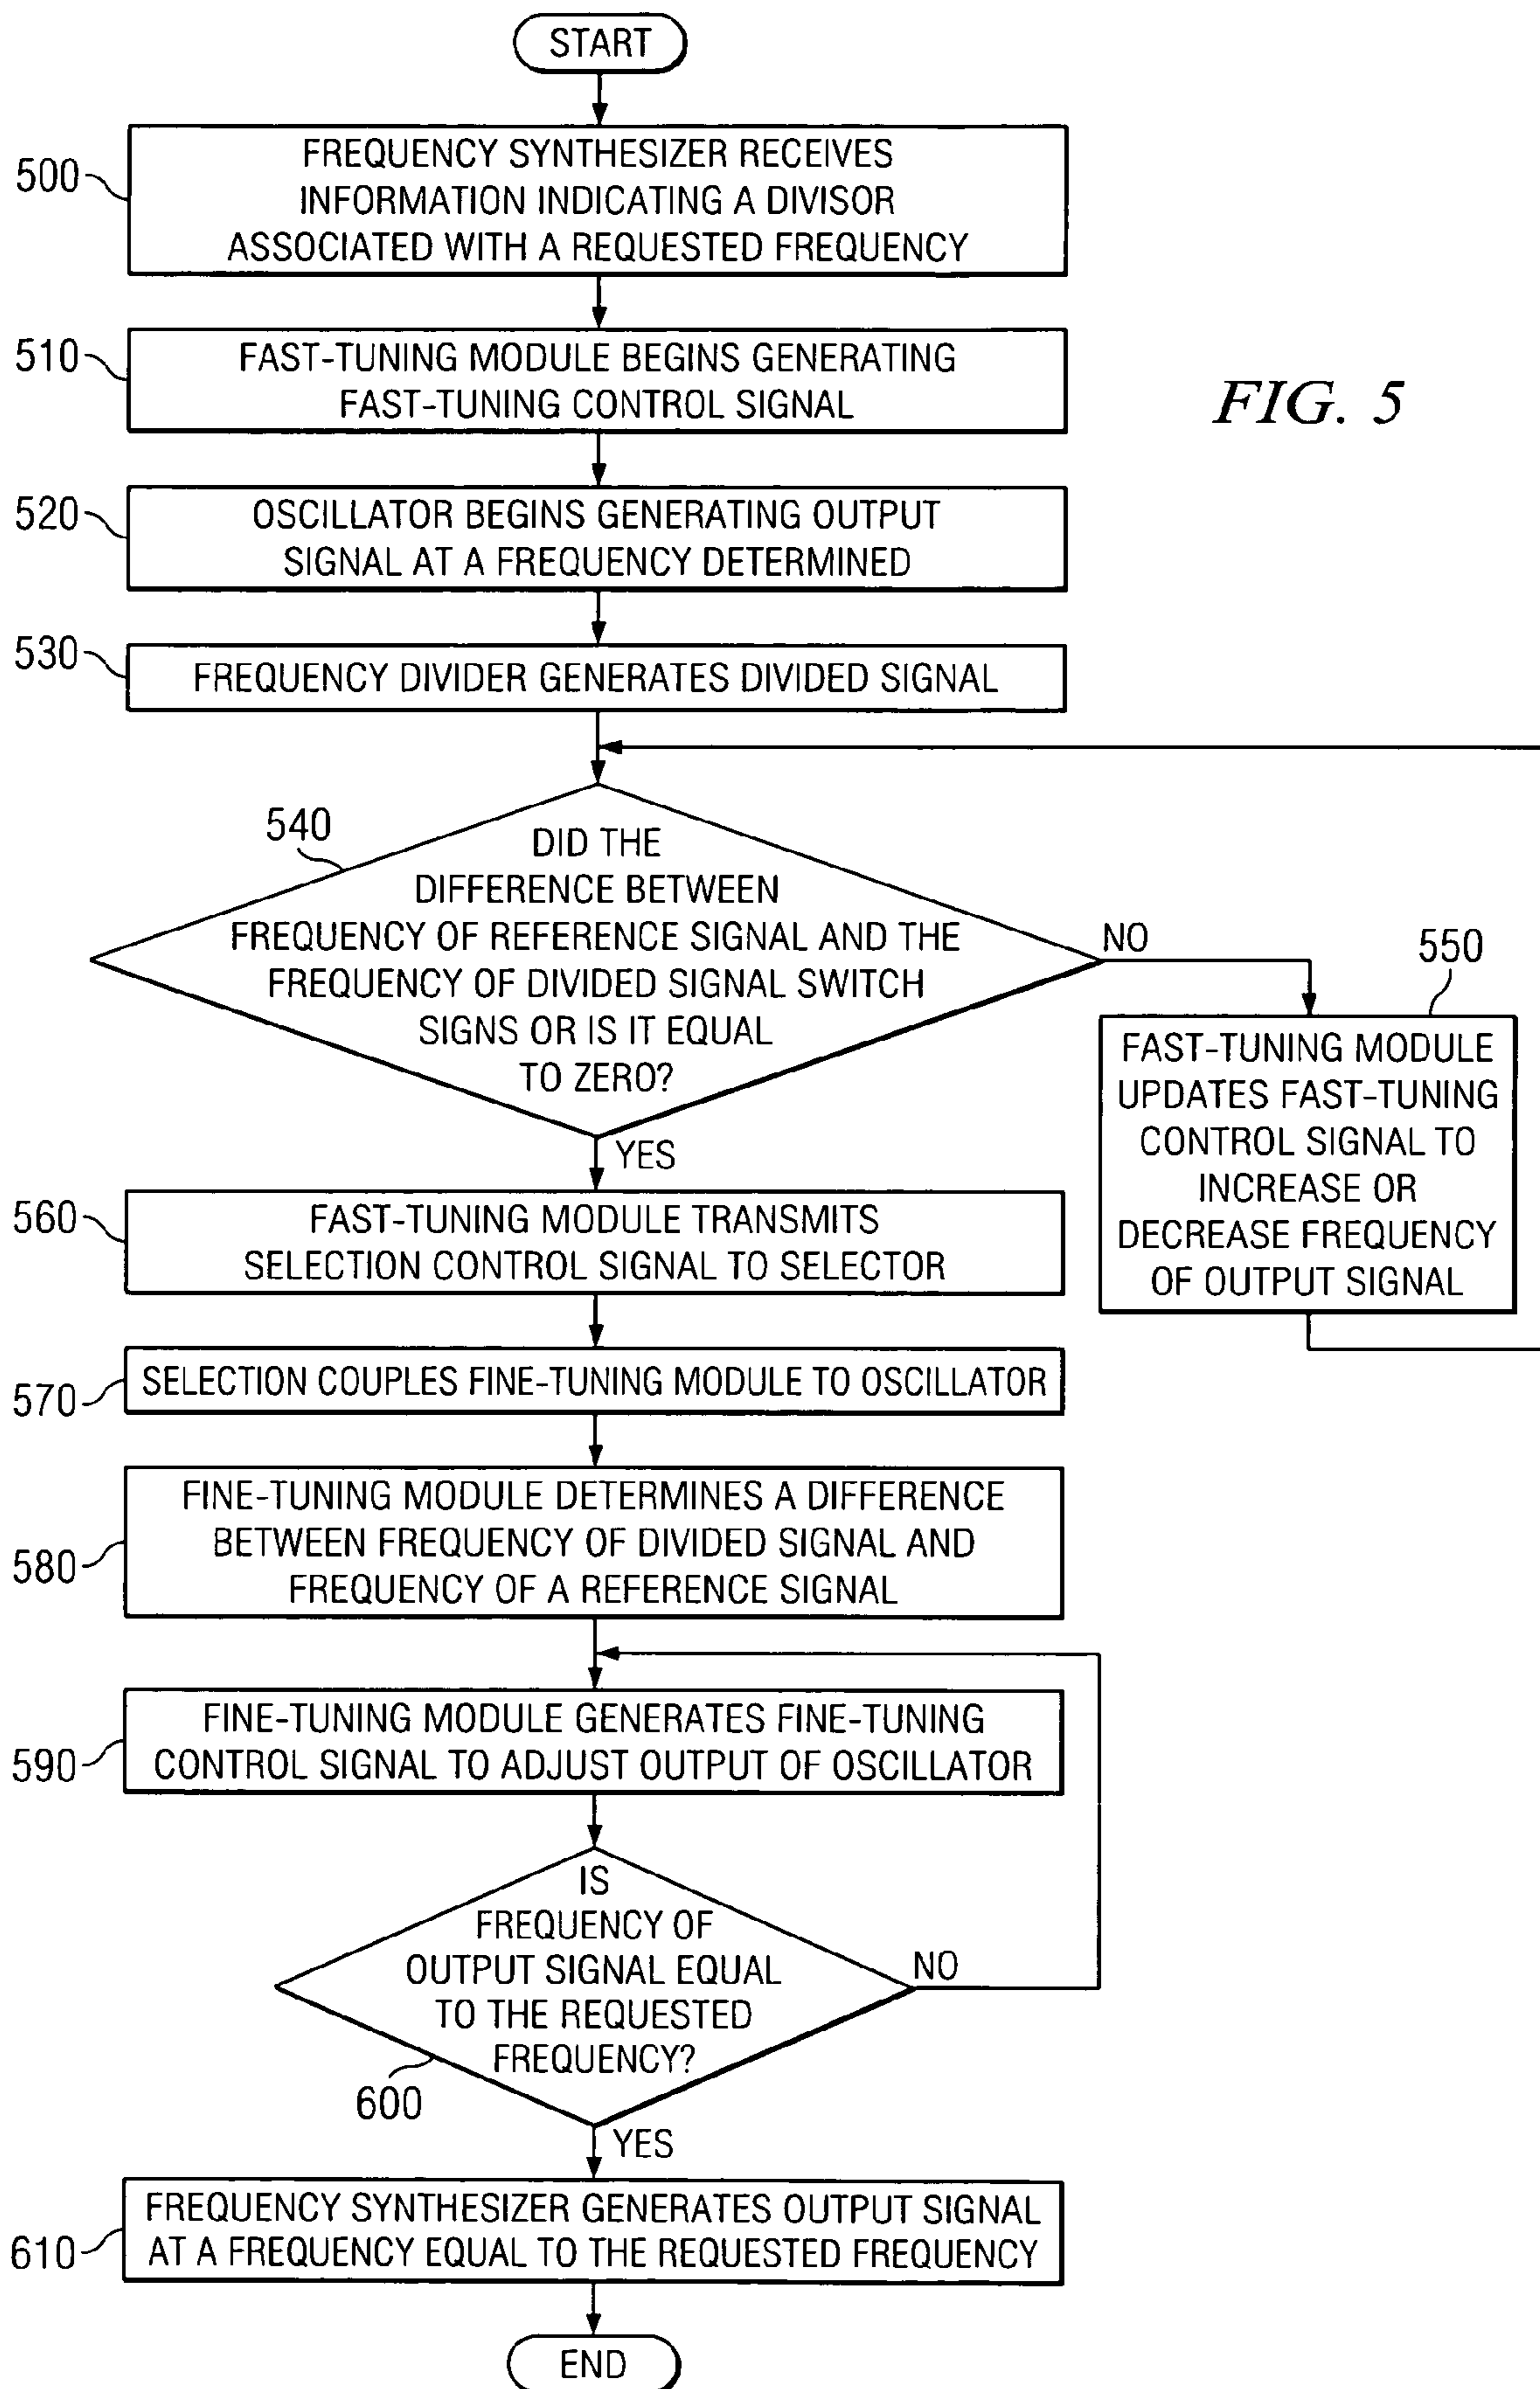 START
500
FREQUENCY SYNTHESIZER RECEIVES
INFORMATION INDICATING A DIVISOR
ASSOCIATED WITH A REQUESTED FREQUENCY
510
FAST-TUNING MODULE BEGINS GENERATING
FAST-TUNING CONTROL SIGNAL
FIG. 5
520
OSCILLATOR BEGINS GENERATING OUTPUT
SIGNAL AT A FREQUENCY DETERMINED
530
FREQUENCY DIVIDER GENERATES DIVIDED SIGNAL
540
DID THE
DIFFERENCE BETWEEN
FREQUENCY OF REFERENCE SIGNAL AND THE
FREQUENCY OF DIVIDED SIGNAL SWITCH
SIGNS OR IS IT EQUAL
TO ZERO?
NO
550
FAST-TUNING MODULE
UPDATES FAST-TUNING
CONTROL SIGNAL TO
INCREASE OR
DECREASE FREQUENCY
OF OUTPUT SIGNAL
YES
560
FAST-TUNING MODULE TRANSMITS
SELECTION CONTROL SIGNAL TO SELECTOR
570
SELECTION COUPLES FINE-TUNING MODULE TO OSCILLATOR
580
FINE-TUNING MODULE DETERMINES A DIFFERENCE
BETWEEN FREQUENCY OF DIVIDED SIGNAL AND
FREQUENCY OF A REFERENCE SIGNAL
590
FINE-TUNING MODULE GENERATES FINE-TUNING
CONTROL SIGNAL TO ADJUST OUTPUT OF OSCILLATOR
IS
FREQUENCY OF
OUTPUT SIGNAL EQUAL
TO THE REQUESTED
FREQUENCY?
NO
600
YES
610
FREQUENCY SYNTHESIZER GENERATES OUTPUT SIGNAL
AT A FREQUENCY EQUAL TO THE REQUESTED FREQUENCY
END